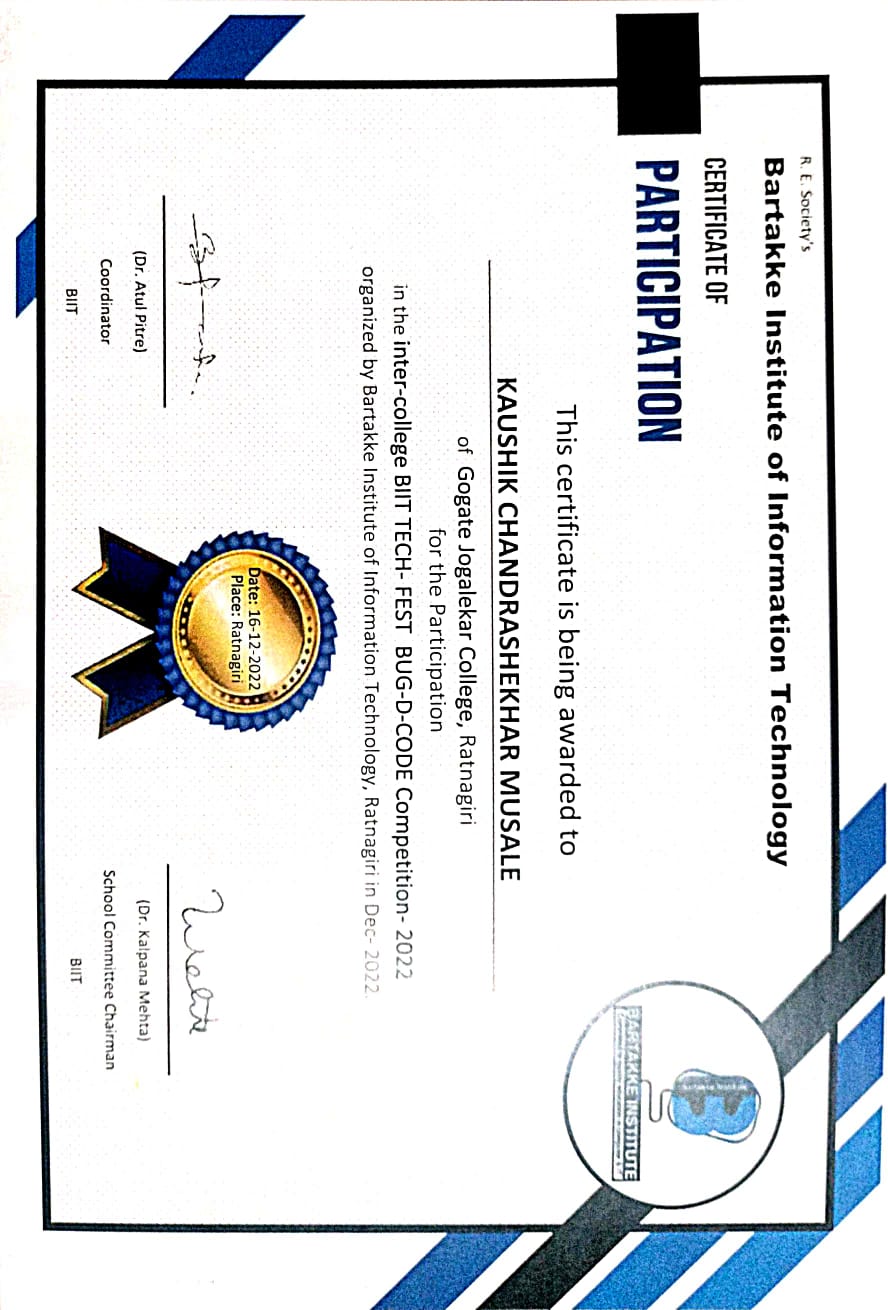 R. E. Society's
Bartakke Institute of Information Technology
CERTIFICATE OF
PARTICIPATION
BARTAKKE INSTITUTE
This certificate is being awarded to
KAUSHIK CHANDRASHEKHAR MUSALE
of Gogate Jogalekar College, Ratnagiri
for the Participation
in the inter-college BIIT TECH- FEST BUG-D-CODE Competition- 2022
organized by Bartakke Institute of Information Technology, Ratnagiri in Dec- 2022.
Date: 16-12-2022
Place: Ratnagiri
(Dr. Atul Pitre)
Coordinator
BIIT
(Dr. Kalpana Mehta)
School Committee Chairman
BIIT